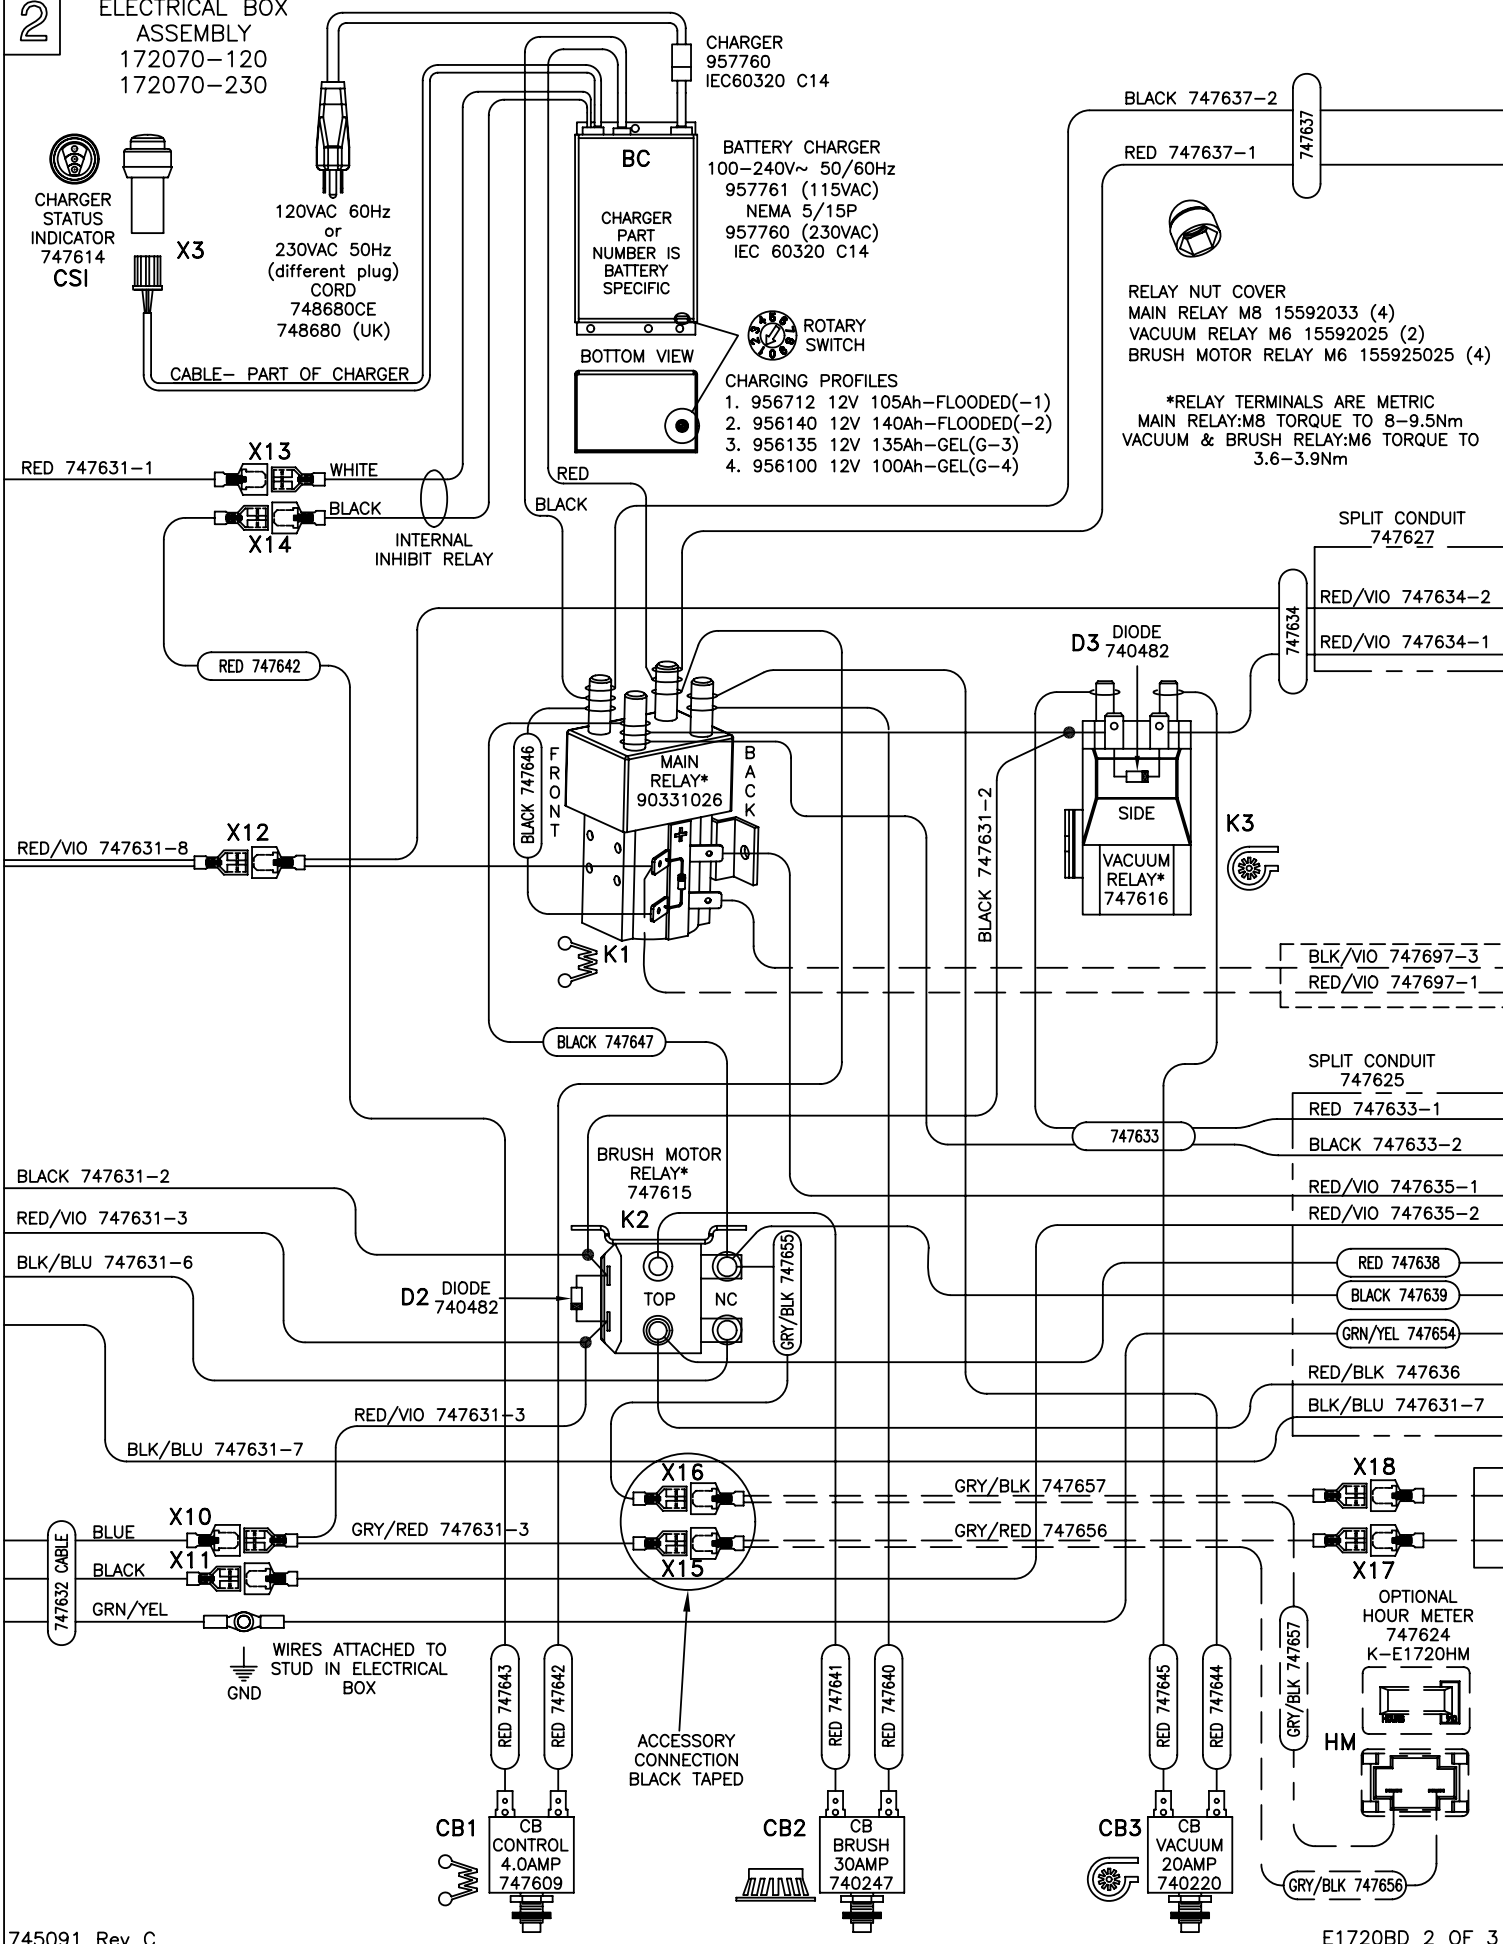 2
ELECTRICAL BOX
ASSEMBLY
172070-120
172070-230
CHARGER
957760
IEC60320 C14
BLACK 747637-2
RED 747637-1
747637
CHARGER
STATUS
INDICATOR
747614
CSI
X3
120VAC 60Hz
or
230VAC 50Hz
(different plug)
CORD
748680CE
748680 (UK)
CABLE- PART OF CHARGER
BC
CHARGER
PART
NUMBER IS
BATTERY
SPECIFIC
BATTERY CHARGER
100-240V~ 50/60Hz
957761 (115VAC)
NEMA 5/15P
957760 (230VAC)
IEC 60320 C14
0 1 2 3 4 5 6 7 8 9
ROTARY
SWITCH
BOTTOM VIEW
CHARGING PROFILES
1. 956712 12V 105Ah-FLOODED(-1)
2. 956140 12V 140Ah-FLOODED(-2)
3. 956135 12V 135Ah-GEL(G-3)
4. 956100 12V 100Ah-GEL(G-4)
RELAY NUT COVER
MAIN RELAY M8 15592033 (4)
VACUUM RELAY M6 15592025 (2)
BRUSH MOTOR RELAY M6 155925025 (4)
*RELAY TERMINALS ARE METRIC
MAIN RELAY:M8 TORQUE TO 8-9.5Nm
VACUUM & BRUSH RELAY:M6 TORQUE TO
3.6-3.9Nm
RED 747631-1
X13
WHITE
BLACK
X14
INTERNAL
INHIBIT RELAY
RED
BLACK
SPLIT CONDUIT
747627
RED/VIO 747634-2
RED/VIO 747634-1
747634
RED 747642
D3
DIODE
740482
BLACK 747646
FRONT
MAIN
RELAY*
90331026
BACK
+
K1
BLACK 747631-2
SIDE
VACUUM
RELAY*
747616
K3
RED/VIO 747631-8
X12
BLK/VIO 747697-3
RED/VIO 747697-1
BLACK 747647
SPLIT CONDUIT
747625
RED 747633-1
747633
BLACK 747633-2
BRUSH MOTOR
RELAY*
747615
K2
BLACK 747631-2
RED/VIO 747631-3
BLK/BLU 747631-6
D2
DIODE
740482
TOP
NC
GRY/BLK 747655
RED/VIO 747635-1
RED/VIO 747635-2
RED 747638
BLACK 747639
GRN/YEL 747654
RED/BLK 747636
BLK/BLU 747631-7
RED/VIO 747631-3
BLK/BLU 747631-7
X16
GRY/BLK 747657
X18
X10
BLUE
GRY/RED 747631-3
X15
GRY/RED 747656
X17
X11
BLACK
747632 CABLE
GRN/YEL
GND
WIRES ATTACHED TO
STUD IN ELECTRICAL
BOX
ACCESSORY
CONNECTION
BLACK TAPED
RED 747643
RED 747642
RED 747641
RED 747640
RED 747645
RED 747644
GRY/BLK 747657
OPTIONAL
HOUR METER
747624
K-E1720HM
HOURS
HM
GRY/BLK 747656
CB1
CB
CONTROL
4.0AMP
747609
CB2
CB
BRUSH
30AMP
740247
CB3
CB
VACUUM
20AMP
740220
745091 Rev C
E1720BD 2 OF 3